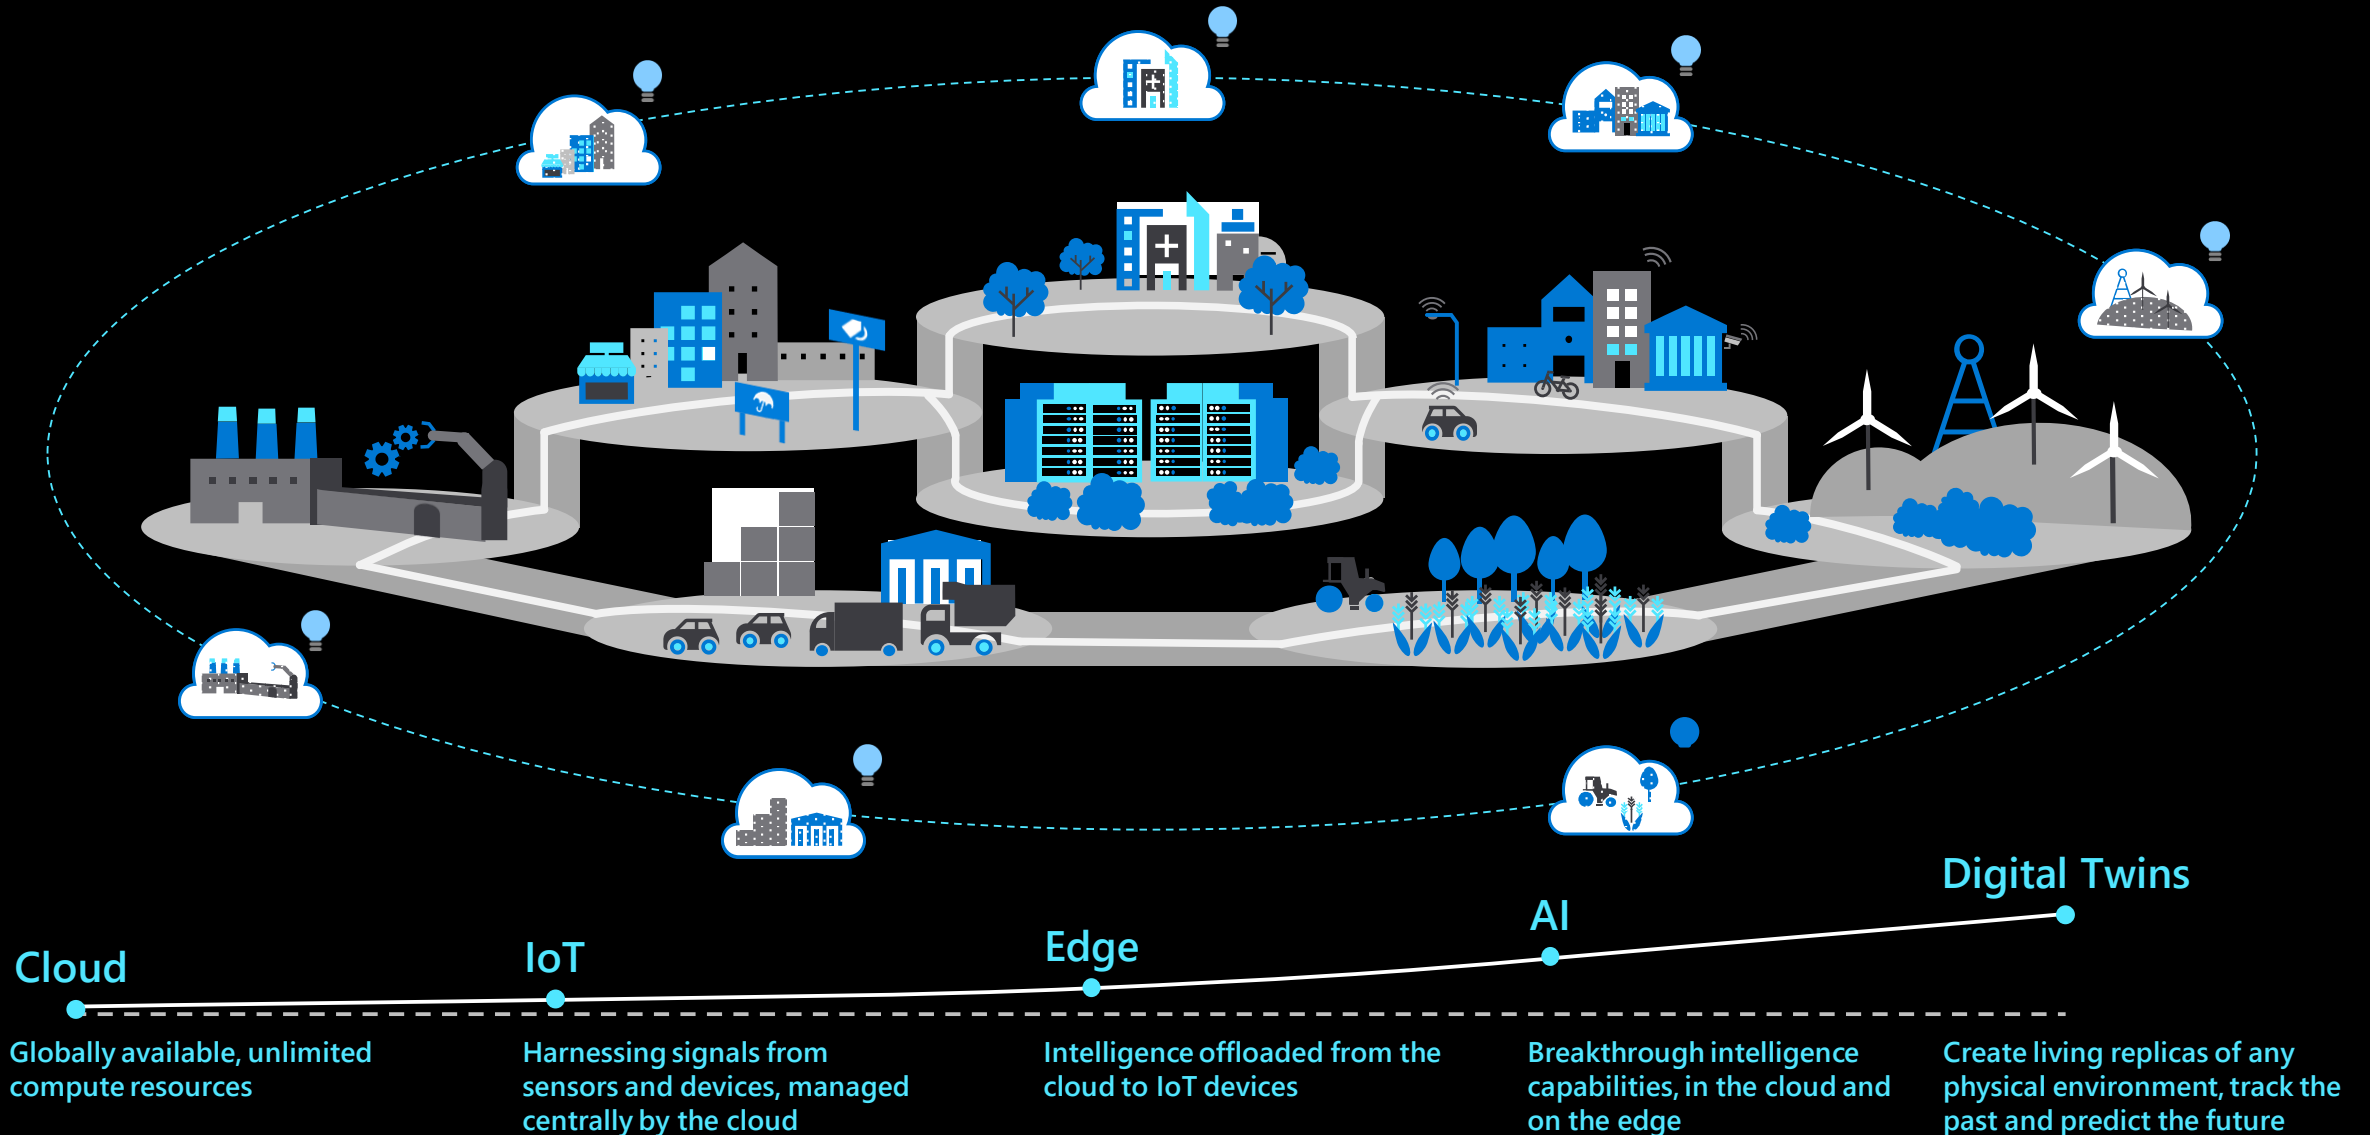 Digital Twins
AI
Edge
IoT
Cloud
Globally available, unlimited
compute resources
Harnessing signals from
sensors and devices, managed
centrally by the cloud
Intelligence offloaded from the
cloud to IoT devices
Breakthrough intelligence
capabilities, in the cloud and
on the edge
Create living replicas of any
physical environment, track the
past and predict the future